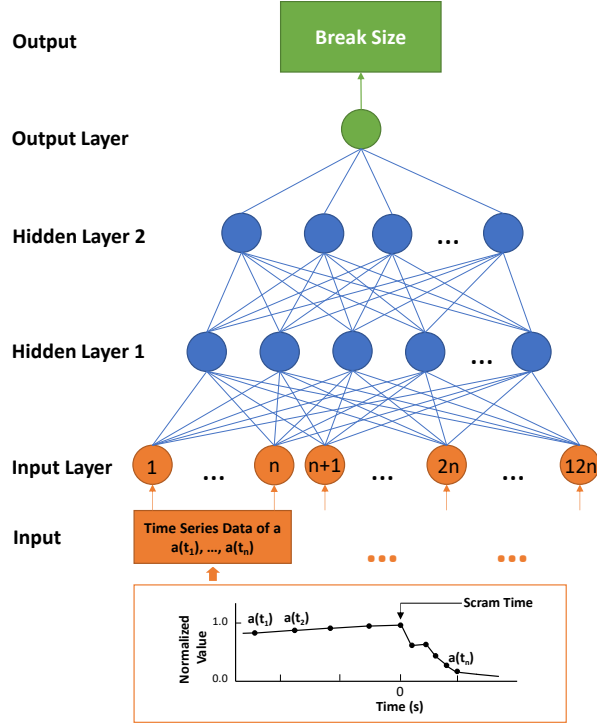 Output
Break Size
Output Layer
Hidden Layer 2
...
Hidden Layer 1
...
Input Layer
1 ... n n+1 ... 2n ... 12n
Input
Time Series Data of a
a(t₁), ..., a(tₙ)
... ...
Scram Time
Normalized
Value
1.0
0.0
a(t₁) a(t₂)
a(tₙ)
0
Time (s)